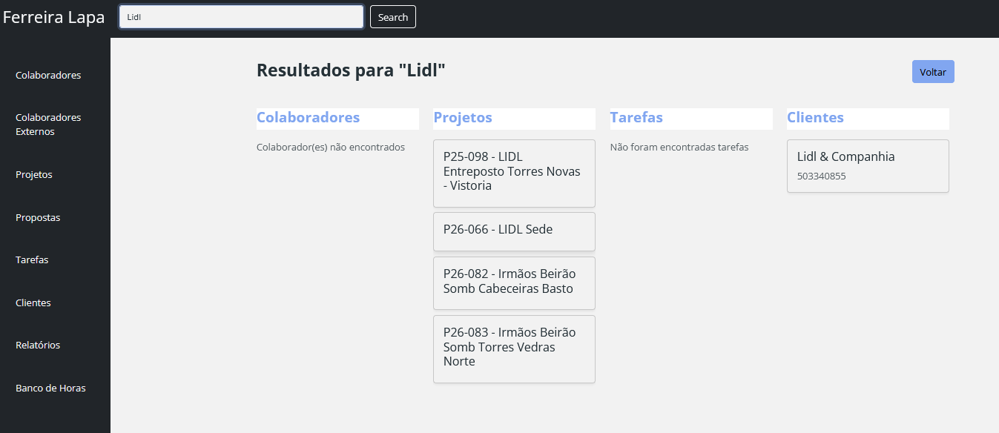 Ferreira Lapa
Lidl
Search
Colaboradores
Colaboradores
Externos
Projetos
Propostas
Tarefas
Clientes
Relatórios
Banco de Horas
Resultados para "Lidl"
Voltar
Colaboradores
Colaborador(es) não encontrados
Projetos
P25-098 - LIDL
Entreposto Torres Novas
- Vistoria
P26-066 - LIDL Sede
P26-082 - Irmãos Beirão
Somb Cabeceiras Basto
P26-083 - Irmãos Beirão
Somb Torres Vedras
Norte
Tarefas
Não foram encontradas tarefas
Clientes
Lidl & Companhia
503340855